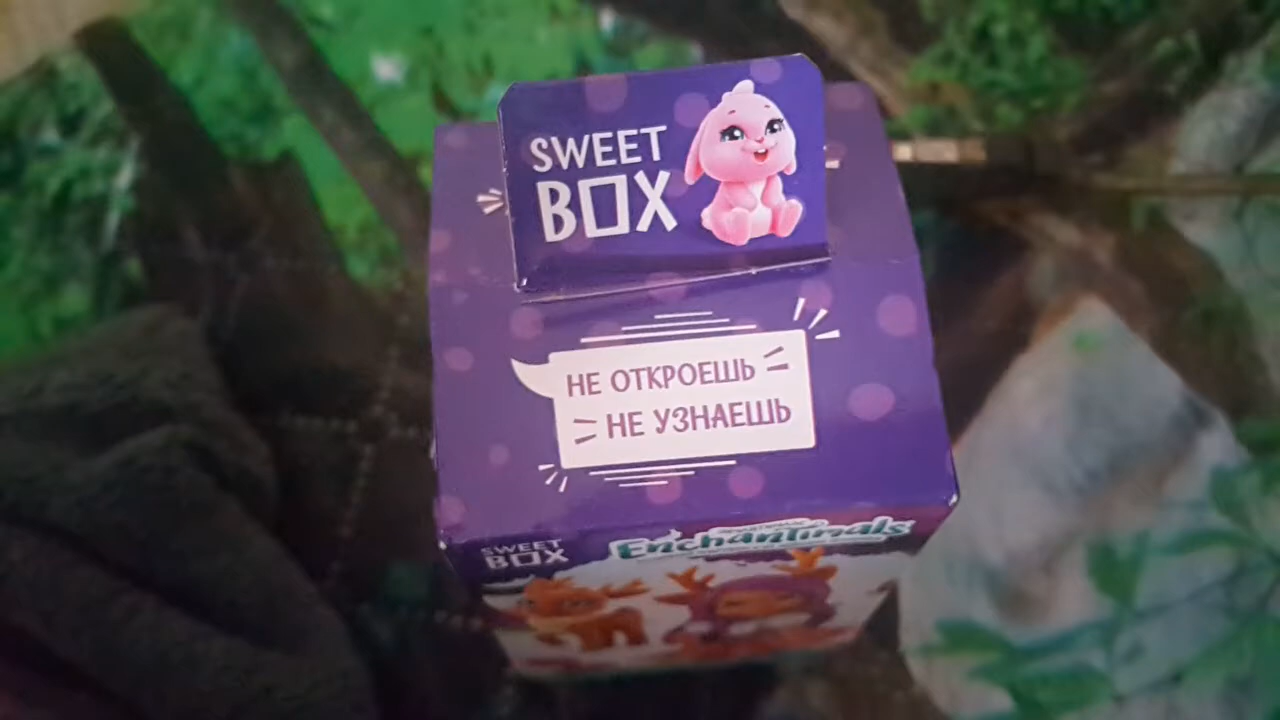 SWEET
BOX
НЕ ОТКРОЕШЬ
НЕ УЗНАЕШЬ
SWEET
BOX
Enchantimals